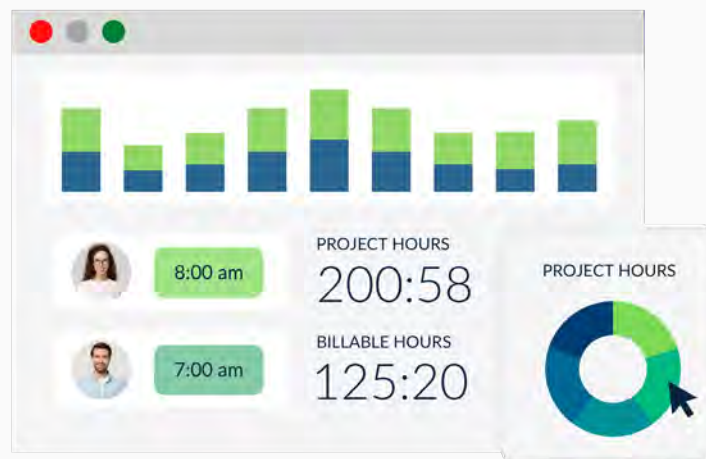 8:00 am
PROJECT HOURS
200:58
7:00 am
BILLABLE HOURS
125:20
PROJECT HOURS